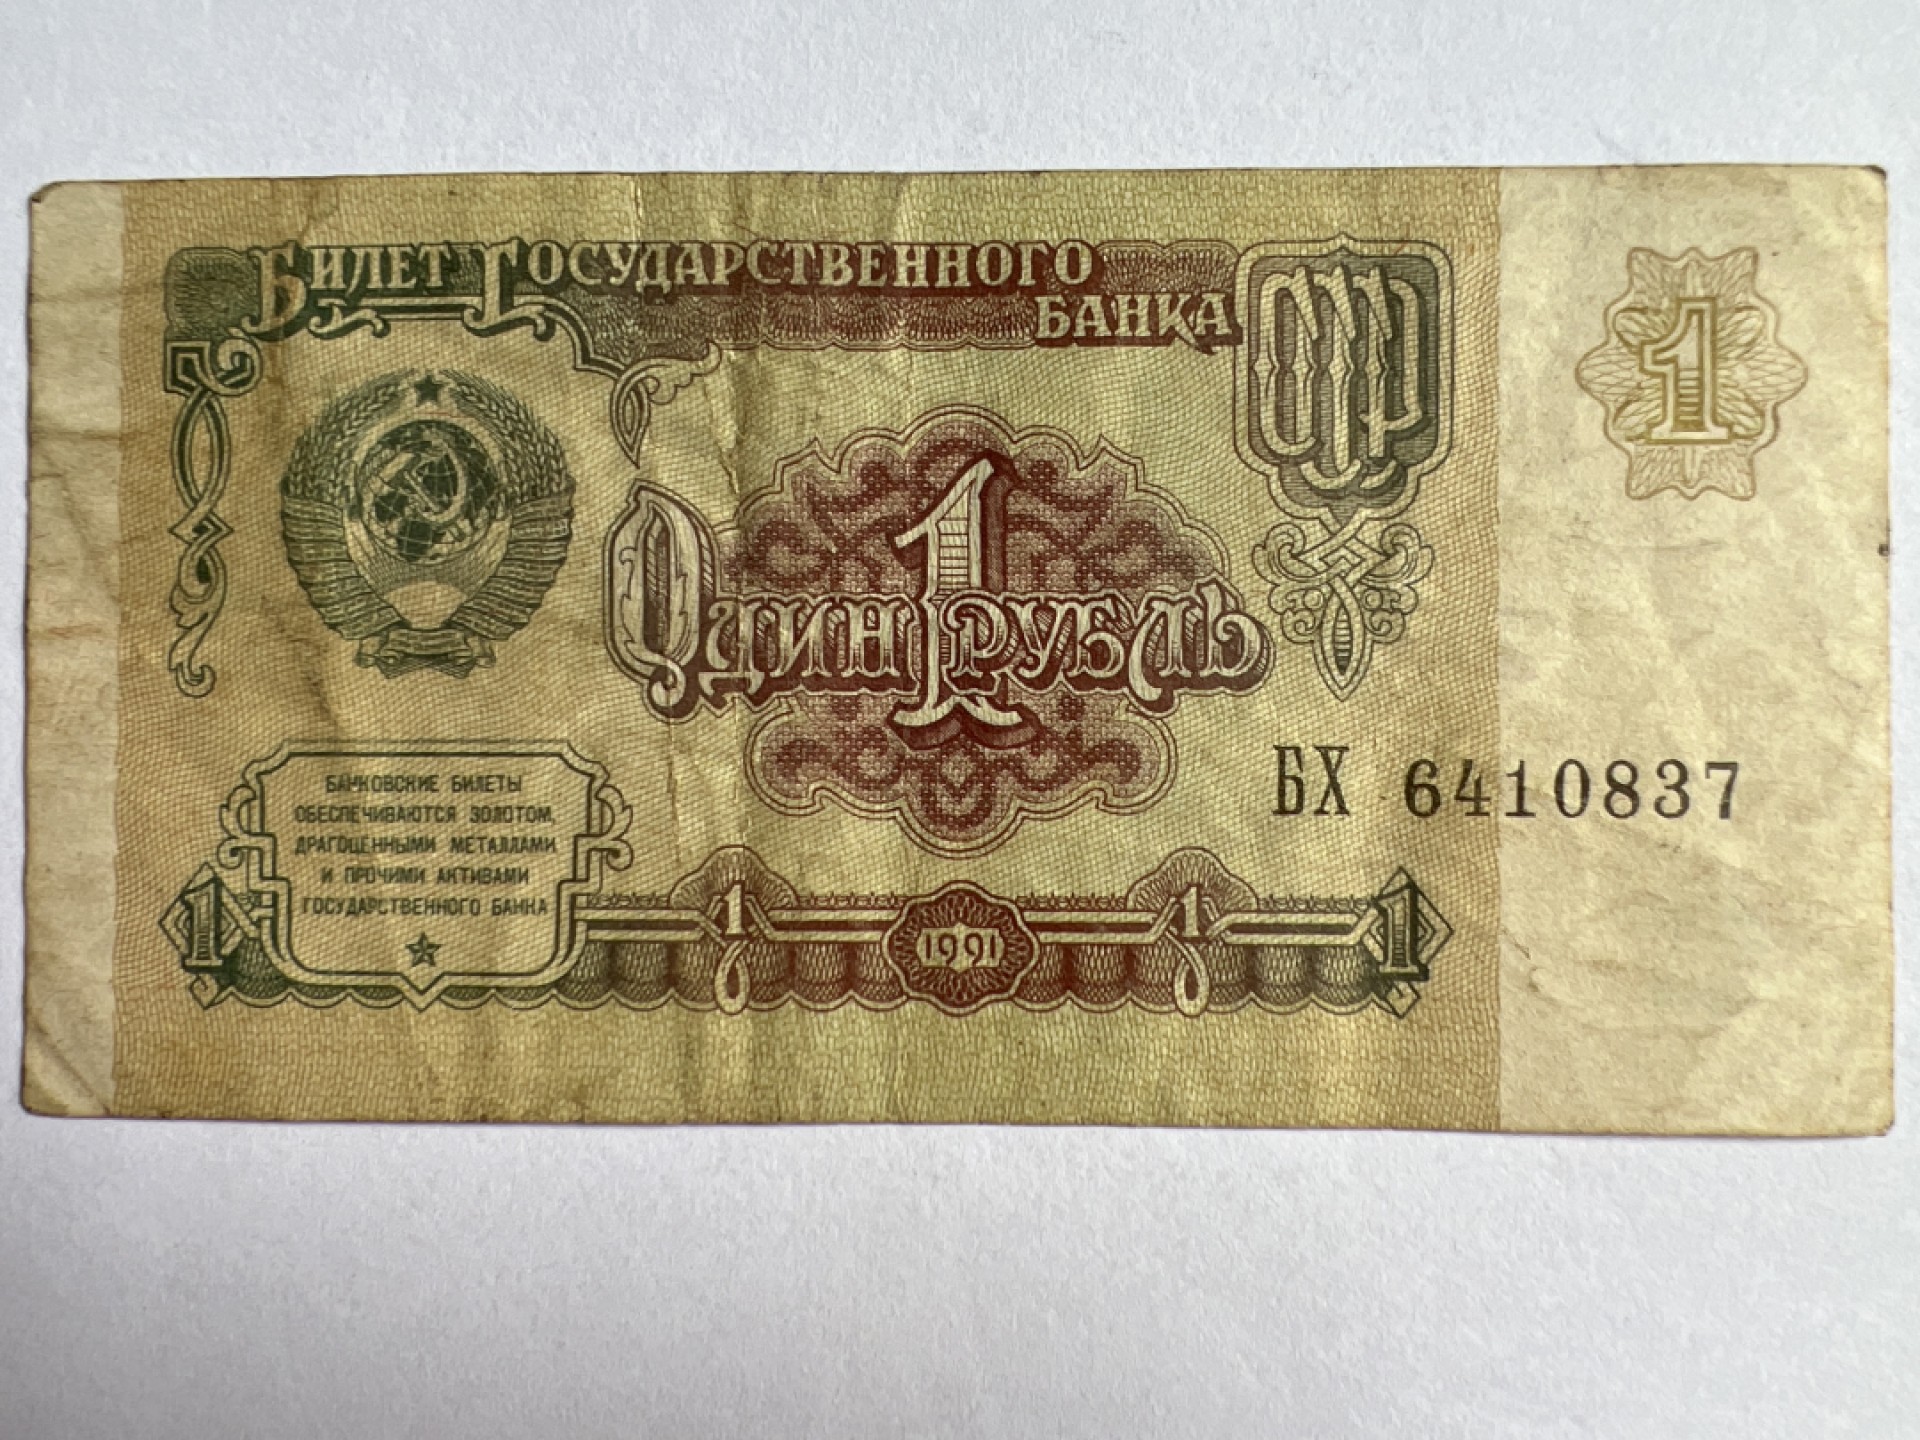 БИЛЕТ ГОСУДАРСТВЕННОГО
БАНКА СССР
1
1
ОДИН РУБЛЬ
БХ 6410837
БАНКОВСКИЕ БИЛЕТЫ
ОБЕСПЕЧИВАЮТСЯ ЗОЛОТОМ,
ДРАГОЦЕННЫМИ МЕТАЛЛАМИ
И ПРОЧИМИ АКТИВАМИ
ГОСУДАРСТВЕННОГО БАНКА
1 1 1991 1 1